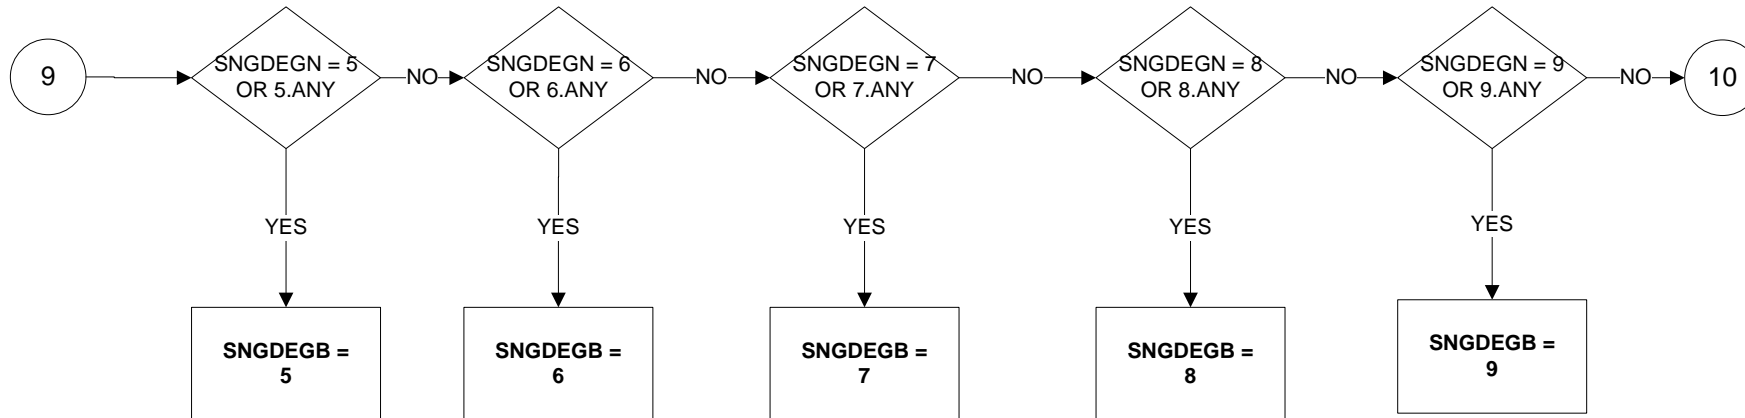 9
SNGDEGN = 5
OR 5.ANY
NO
SNGDEGN = 6
OR 6.ANY
NO
SNGDEGN = 7
OR 7.ANY
NO
SNGDEGN = 8
OR 8.ANY
NO
SNGDEGN = 9
OR 9.ANY
NO
10
YES
YES
YES
YES
YES
SNGDEGB =
5
SNGDEGB =
6
SNGDEGB =
7
SNGDEGB =
8
SNGDEGB =
9